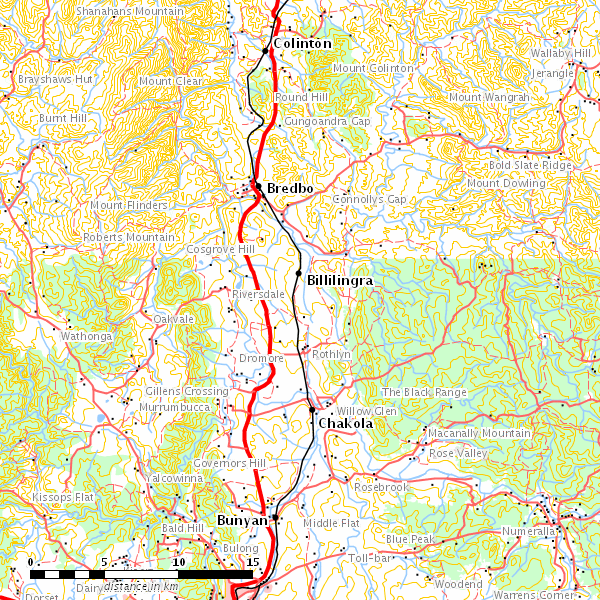 Shanahans Mountain
Colinton
Wallaby Hill
Jerangle
Brayshaws Hut
Mount Clear
Mount Colinton
Round Hill
Mount Wangrah
Burnt Hill
Gungoandra Gap
Bold Slate Ridge
Mount Dowling
Bredbo
Connollys Gap
Mount Flinders
Roberts Mountain
Cosgrove Hill
Billilingra
Riversdale
Oakvale
Wathonga
Dromore
Rothlyn
Gillens Crossing
The Black Range
Murrumbucca
Willow Glen
Chakola
Macanally Mountain
Rose Valley
Governors Hill
Yalcowinna
Rosebrook
Kissops Flat
Bunyan
Middle Flat
Bald Hill
Numeralla
Blue Peak
Bulong
Toll-bar
0 5 10 15
distance in km
Dairy
Woodend
Dorset
Warrens Corner